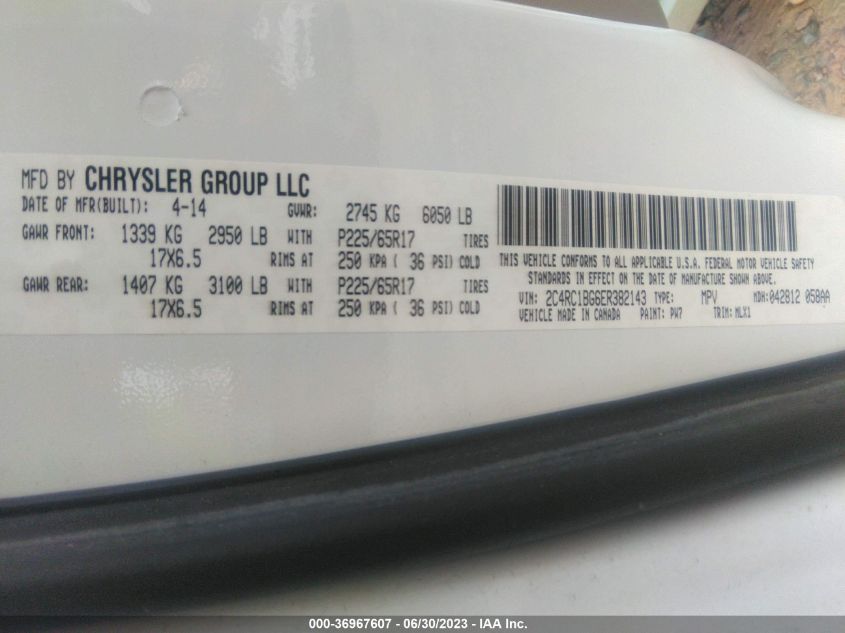 MFD BY CHRYSLER GROUP LLC
DATE OF MFR(BUILT): 4-14 GVWR: 2745 KG 6050 LB
GAWR FRONT: 1339 KG 2950 LB WITH P225/65R17 TIRES
17X6.5 RIMS AT 250 KPA ( 36 PSI) COLD
GAWR REAR: 1407 KG 3100 LB WITH P225/65R17 TIRES
17X6.5 RIMS AT 250 KPA ( 36 PSI) COLD
THIS VEHICLE CONFORMS TO ALL APPLICABLE U.S.A. FEDERAL MOTOR VEHICLE SAFETY
STANDARDS IN EFFECT ON THE DATE OF MANUFACTURE SHOWN ABOVE.
VIN: 2C4RC1BG6ER382143 TYPE: MPV MDH: 042812 058AA
VEHICLE MADE IN CANADA PAINT: PW7 TRIM: MLX1
000-36967607 - 06/30/2023 - IAA Inc.